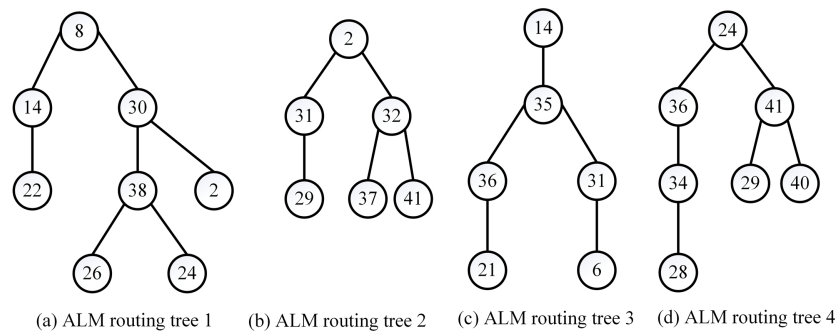 8
14 30
22 38 2
26 24
(a) ALM routing tree 1
2
31 32
29 37 41
(b) ALM routing tree 2
14
35
36 31
21 6
(c) ALM routing tree 3
24
36 41
34 29 40
28
(d) ALM routing tree 4